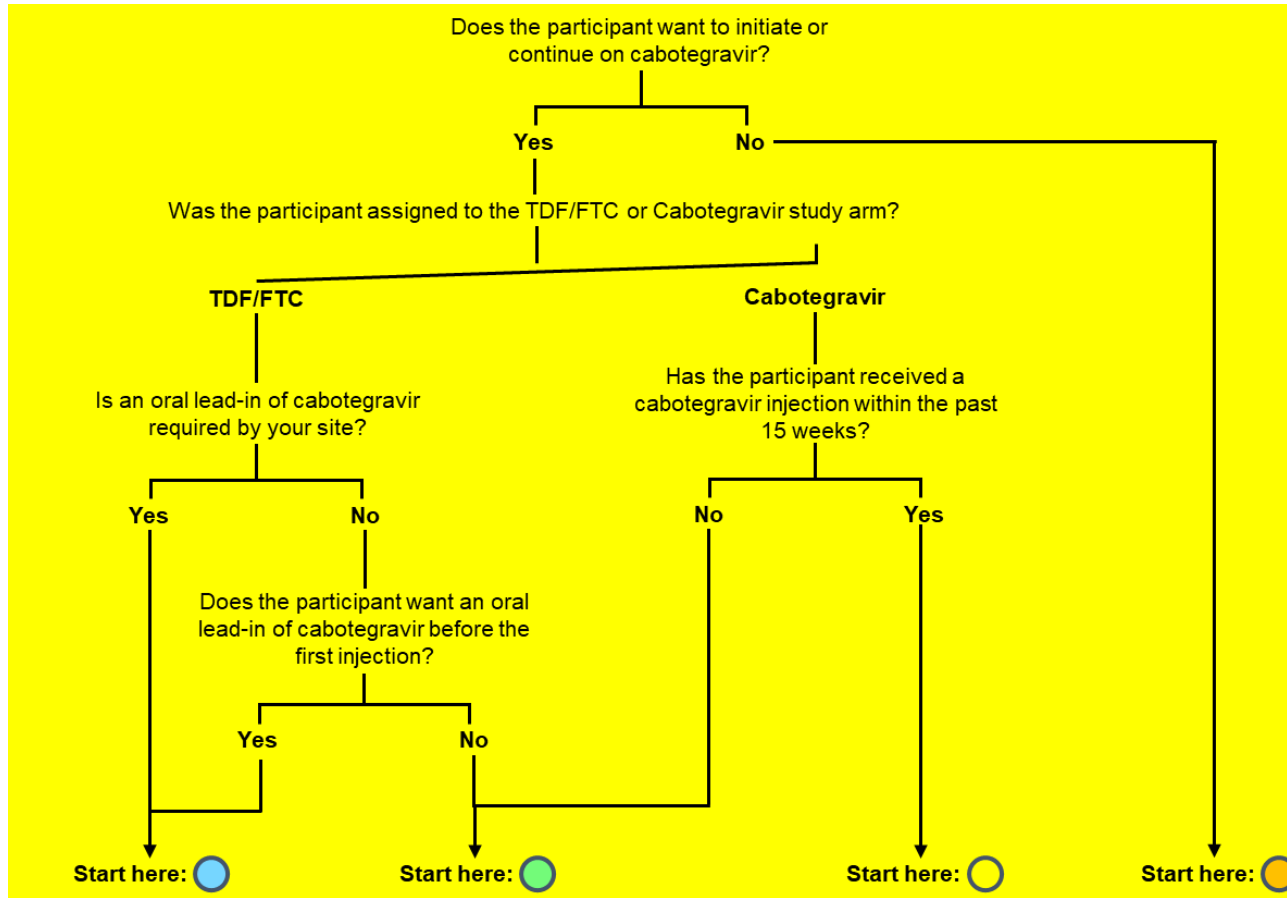 Does the participant want to initiate or
continue on cabotegravir?
Yes
No
Was the participant assigned to the TDF/FTC or Cabotegravir study arm?
TDF/FTC
Cabotegravir
Is an oral lead-in of cabotegravir
required by your site?
Has the participant received a
cabotegravir injection within the past
15 weeks?
Yes
No
No
Yes
Does the participant want an oral
lead-in of cabotegravir before the
first injection?
Yes
No
Start here:
Start here:
Start here:
Start here: